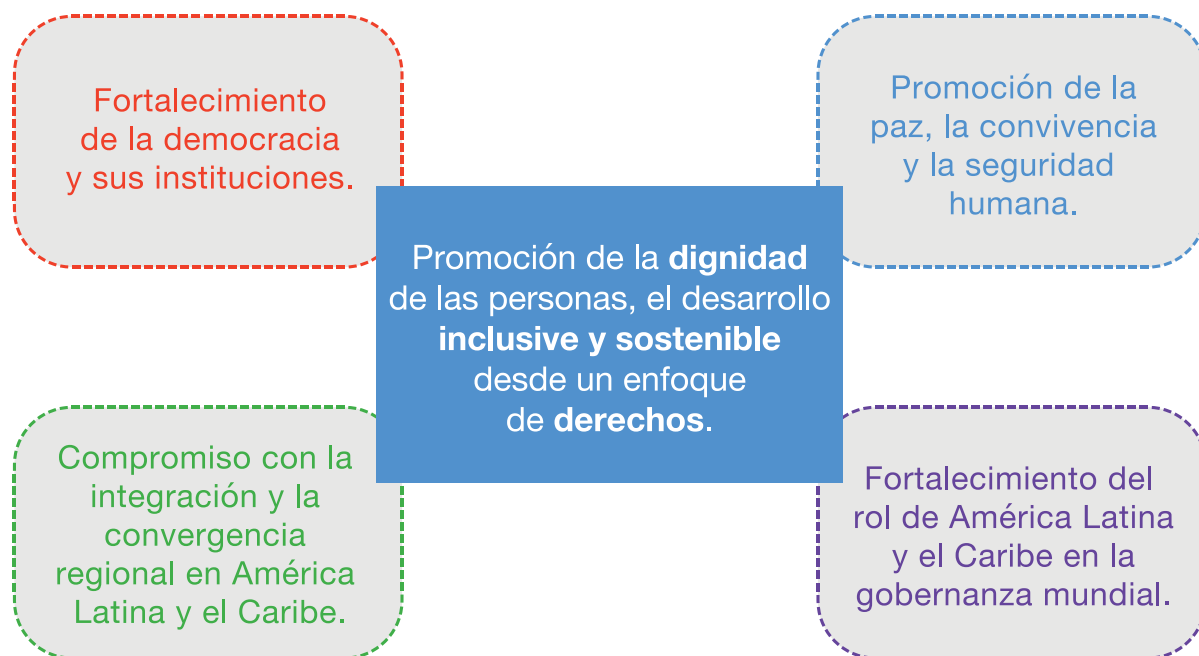 Fortalecimiento
de la democracia
y sus instituciones.
Promoción de la
paz, la convivencia
y la seguridad
humana.
Promoción de la dignidad
de las personas, el desarrollo
inclusive y sostenible
desde un enfoque
de derechos.
Compromiso con la
integración y la
convergencia
regional en América
Latina y el Caribe.
Fortalecimiento del
rol de América Latina
y el Caribe en la
gobernanza mundial.